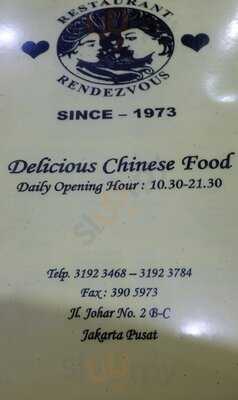 RESTAURANT
RENDEZVOUS
SINCE – 1973
Delicious Chinese Food
Daily Opening Hour : 10.30-21.30
Telp. 3192 3468 – 3192 3784
Fax : 390 5973
Jl. Johar No. 2 B-C
Jakarta Pusat